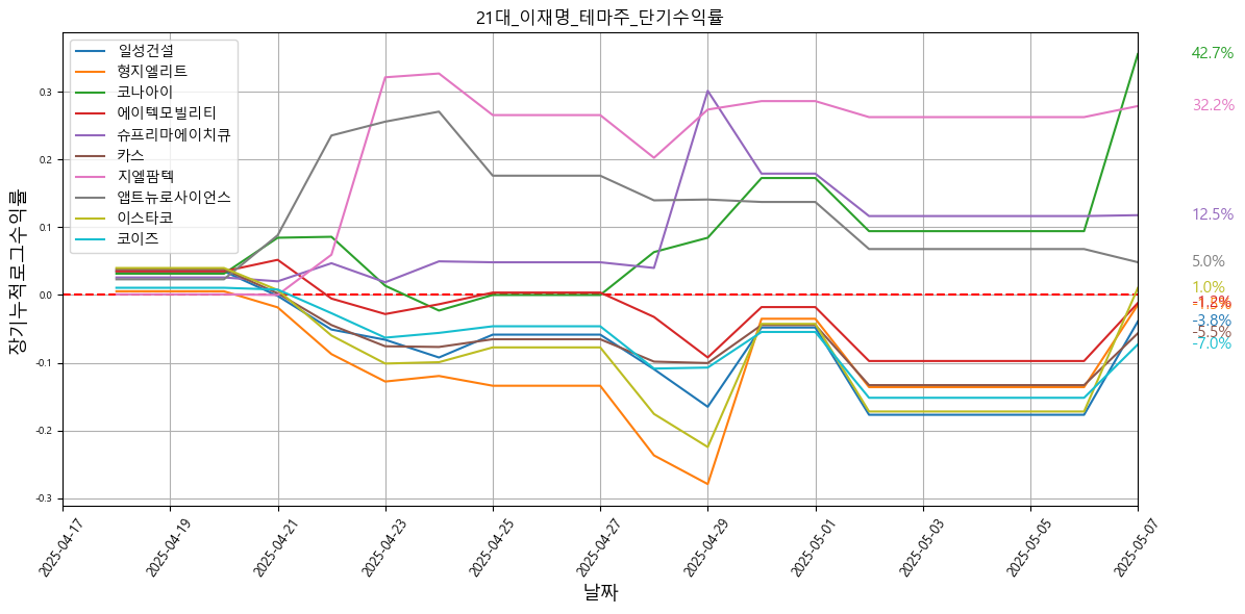 21대_이재명_테마주_단기수익률
일성건설
형지엘리트
코나아이
에이텍모빌리티
슈프리마에이치큐
카스
지엘팜텍
앱트뉴로사이언스
이스타코
코이즈
장기누적로그수익률
0.3
0.2
0.1
0.0
-0.1
-0.2
-0.3
2025-04-17
2025-04-19
2025-04-21
2025-04-23
2025-04-25
2025-04-27
2025-04-29
2025-05-01
2025-05-03
2025-05-05
2025-05-07
날짜
42.7%
32.2%
12.5%
5.0%
1.0%
-1.2%
-3.8%
-5.5%
-7.0%